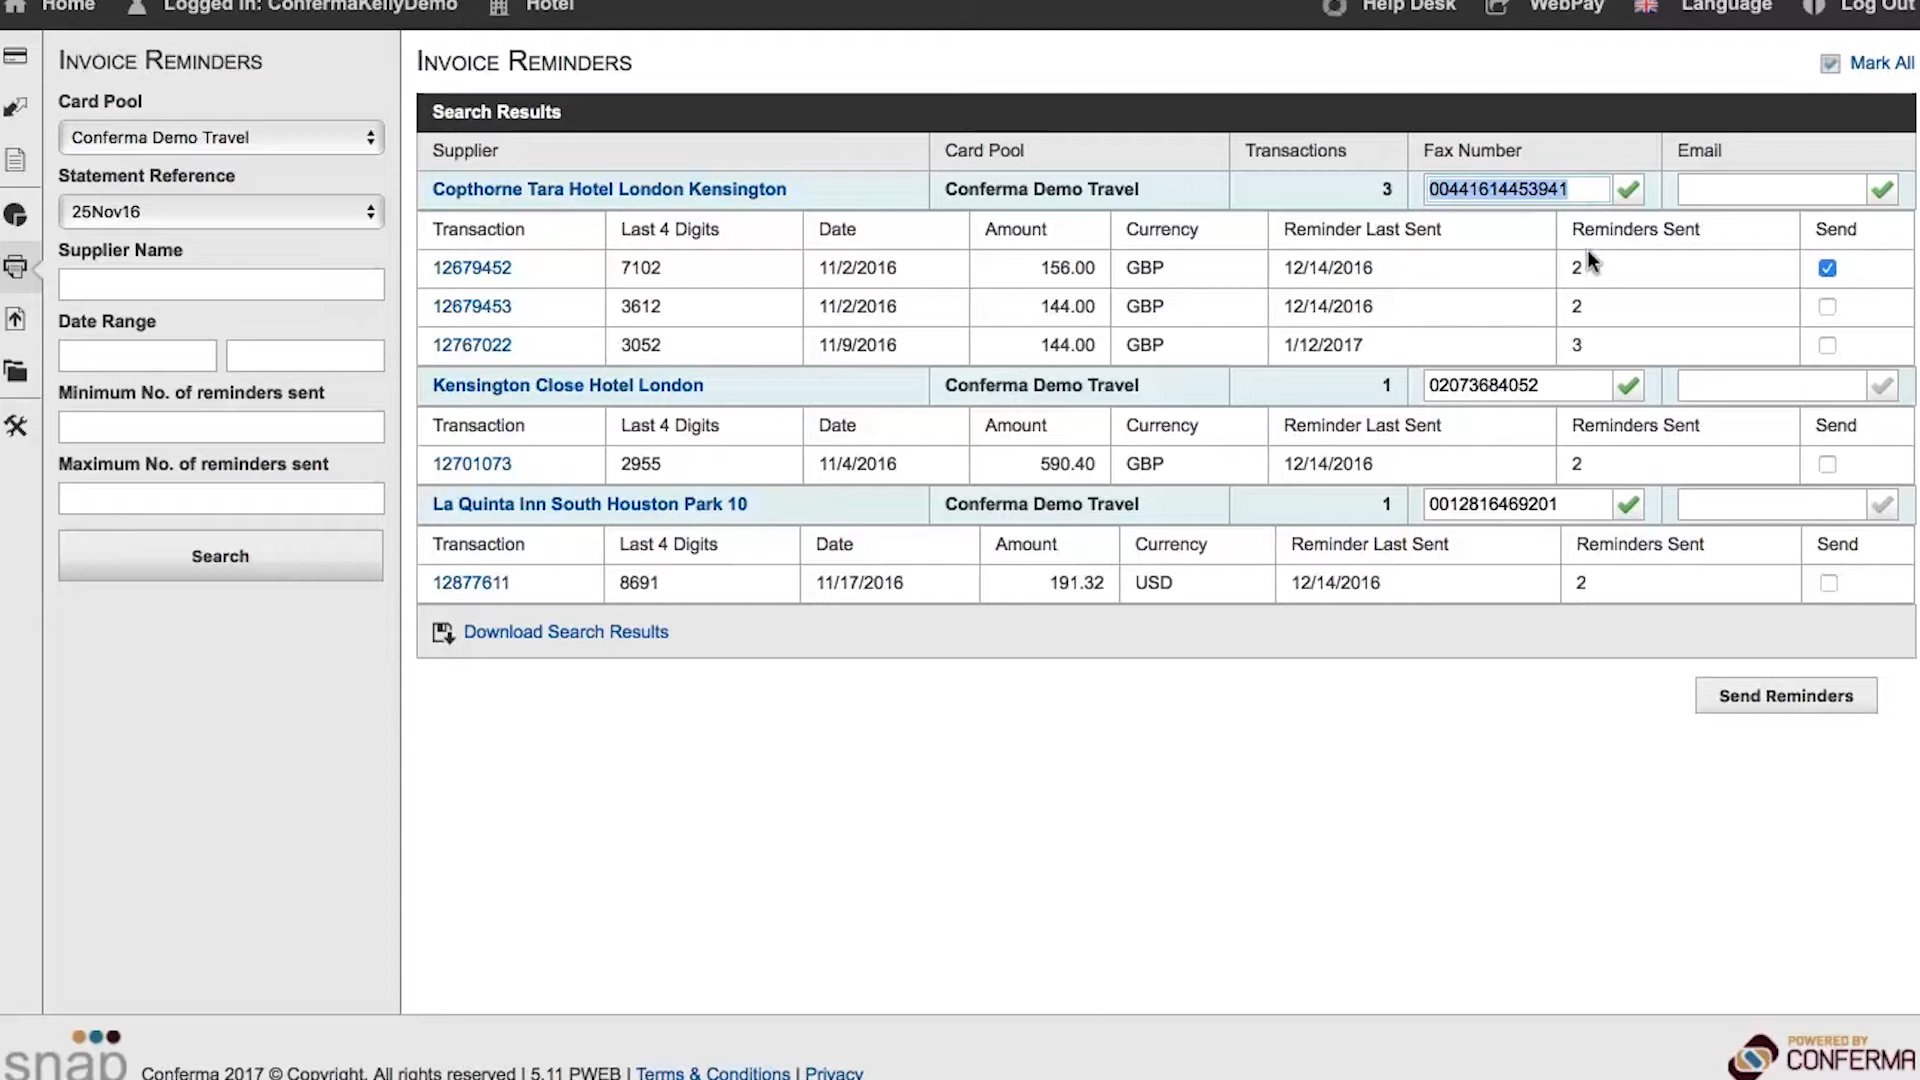 Home Logged In: ConfermaKellyDemo Hotel Help Desk WebPay Language Log Out
INVOICE REMINDERS
Card Pool
Conferma Demo Travel
Statement Reference
25Nov16
Supplier Name
Date Range
Minimum No. of reminders sent
Maximum No. of reminders sent
Search
INVOICE REMINDERS
Mark All
Search Results
Supplier Card Pool Transactions Fax Number Email
Copthorne Tara Hotel London Kensington Conferma Demo Travel 3 00441614453941
Transaction Last 4 Digits Date Amount Currency Reminder Last Sent Reminders Sent Send
12679452 7102 11/2/2016 156.00 GBP 12/14/2016 2
12679453 3612 11/2/2016 144.00 GBP 12/14/2016 2
12767022 3052 11/9/2016 144.00 GBP 1/12/2017 3
Kensington Close Hotel London Conferma Demo Travel 1 02073684052
Transaction Last 4 Digits Date Amount Currency Reminder Last Sent Reminders Sent Send
12701073 2955 11/4/2016 590.40 GBP 12/14/2016 2
La Quinta Inn South Houston Park 10 Conferma Demo Travel 1 0012816469201
Transaction Last 4 Digits Date Amount Currency Reminder Last Sent Reminders Sent Send
12877611 8691 11/17/2016 191.32 USD 12/14/2016 2
Download Search Results
Send Reminders
snap
Conferma 2017 © Copyright. All rights reserved | 5.11 PWEB | Terms & Conditions | Privacy
POWERED BY
CONFERMA